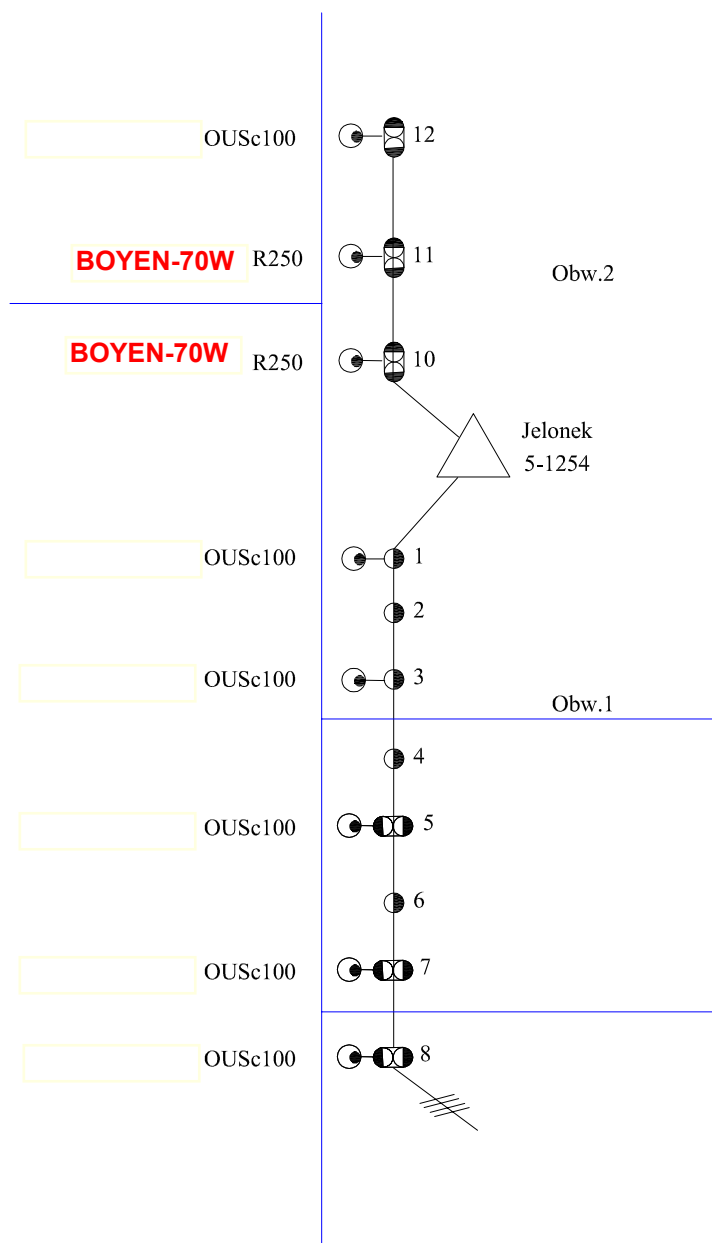 OUSc100 12
BOYEN-70W R250 11
Obw.2
BOYEN-70W R250 10
Jelonek
5-1254
OUSc100 1
2
OUSc100 3
Obw.1
4
OUSc100 5
6
OUSc100 7
OUSc100 8